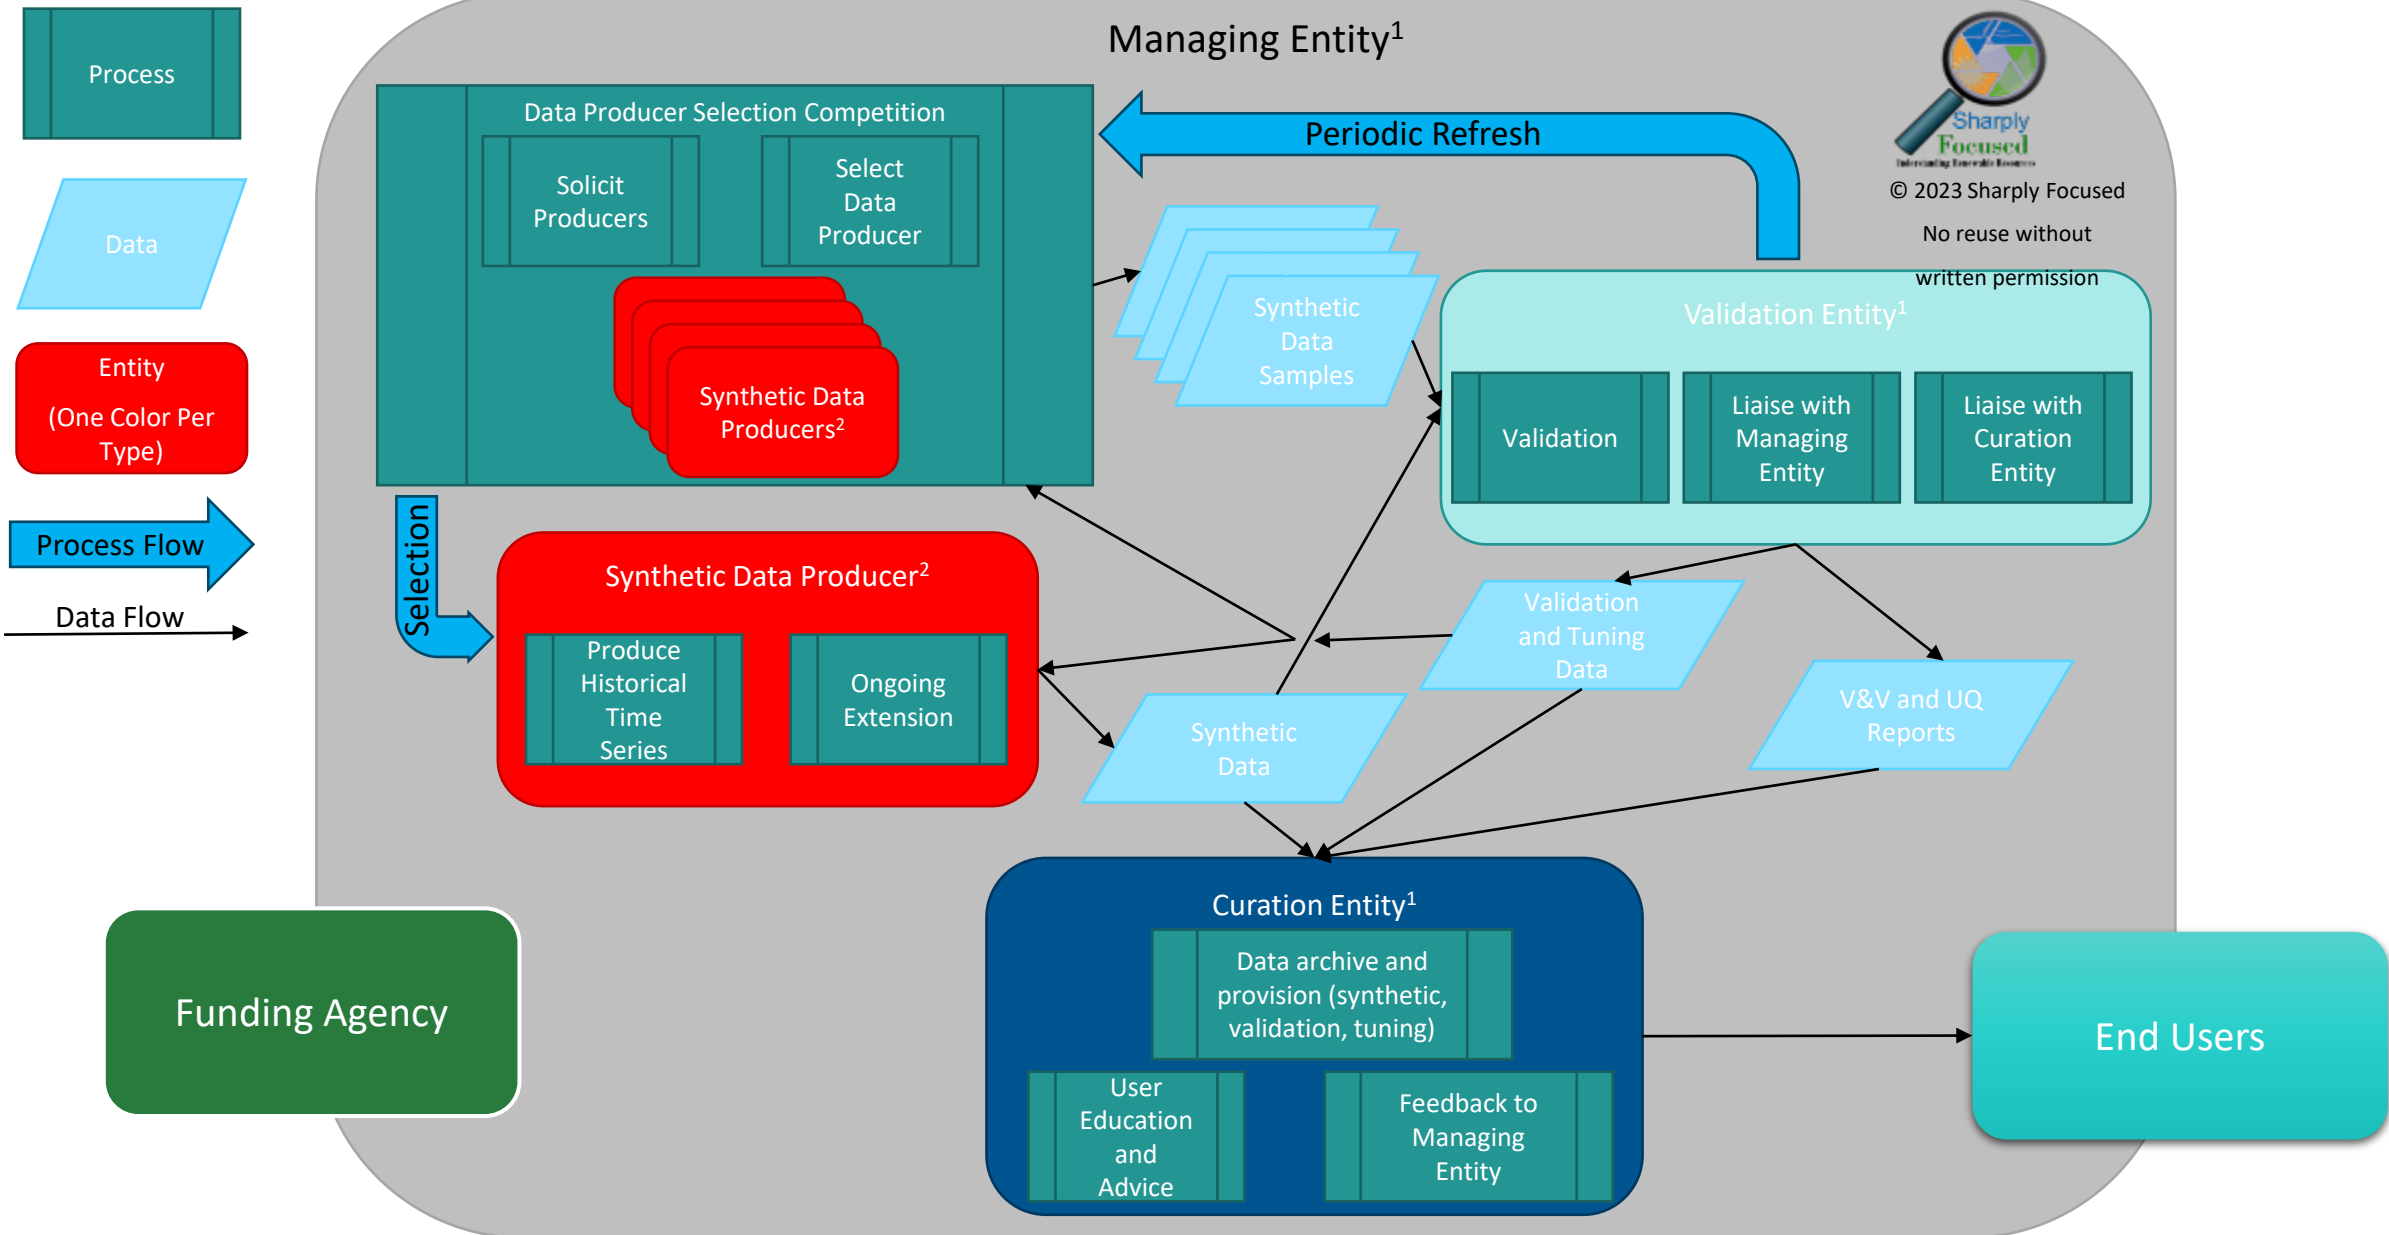 Managing Entity¹
Process
Data
Entity
(One Color Per
Type)
Process Flow
Data Flow
Data Producer Selection Competition
Solicit
Producers
Select
Data
Producer
Synthetic Data
Producers²
Periodic Refresh
Sharply
Focused
Understanding Renewable Resources
© 2023 Sharply Focused
No reuse without
written permission
Synthetic
Data
Samples
Validation Entity¹
Validation
Liaise with
Managing
Entity
Liaise with
Curation
Entity
Selection
Synthetic Data Producer²
Produce
Historical
Time
Series
Ongoing
Extension
Validation
and Tuning
Data
V&V and UQ
Reports
Synthetic
Data
Curation Entity¹
Data archive and
provision (synthetic,
validation, tuning)
User
Education
and
Advice
Feedback to
Managing
Entity
Funding Agency
End Users